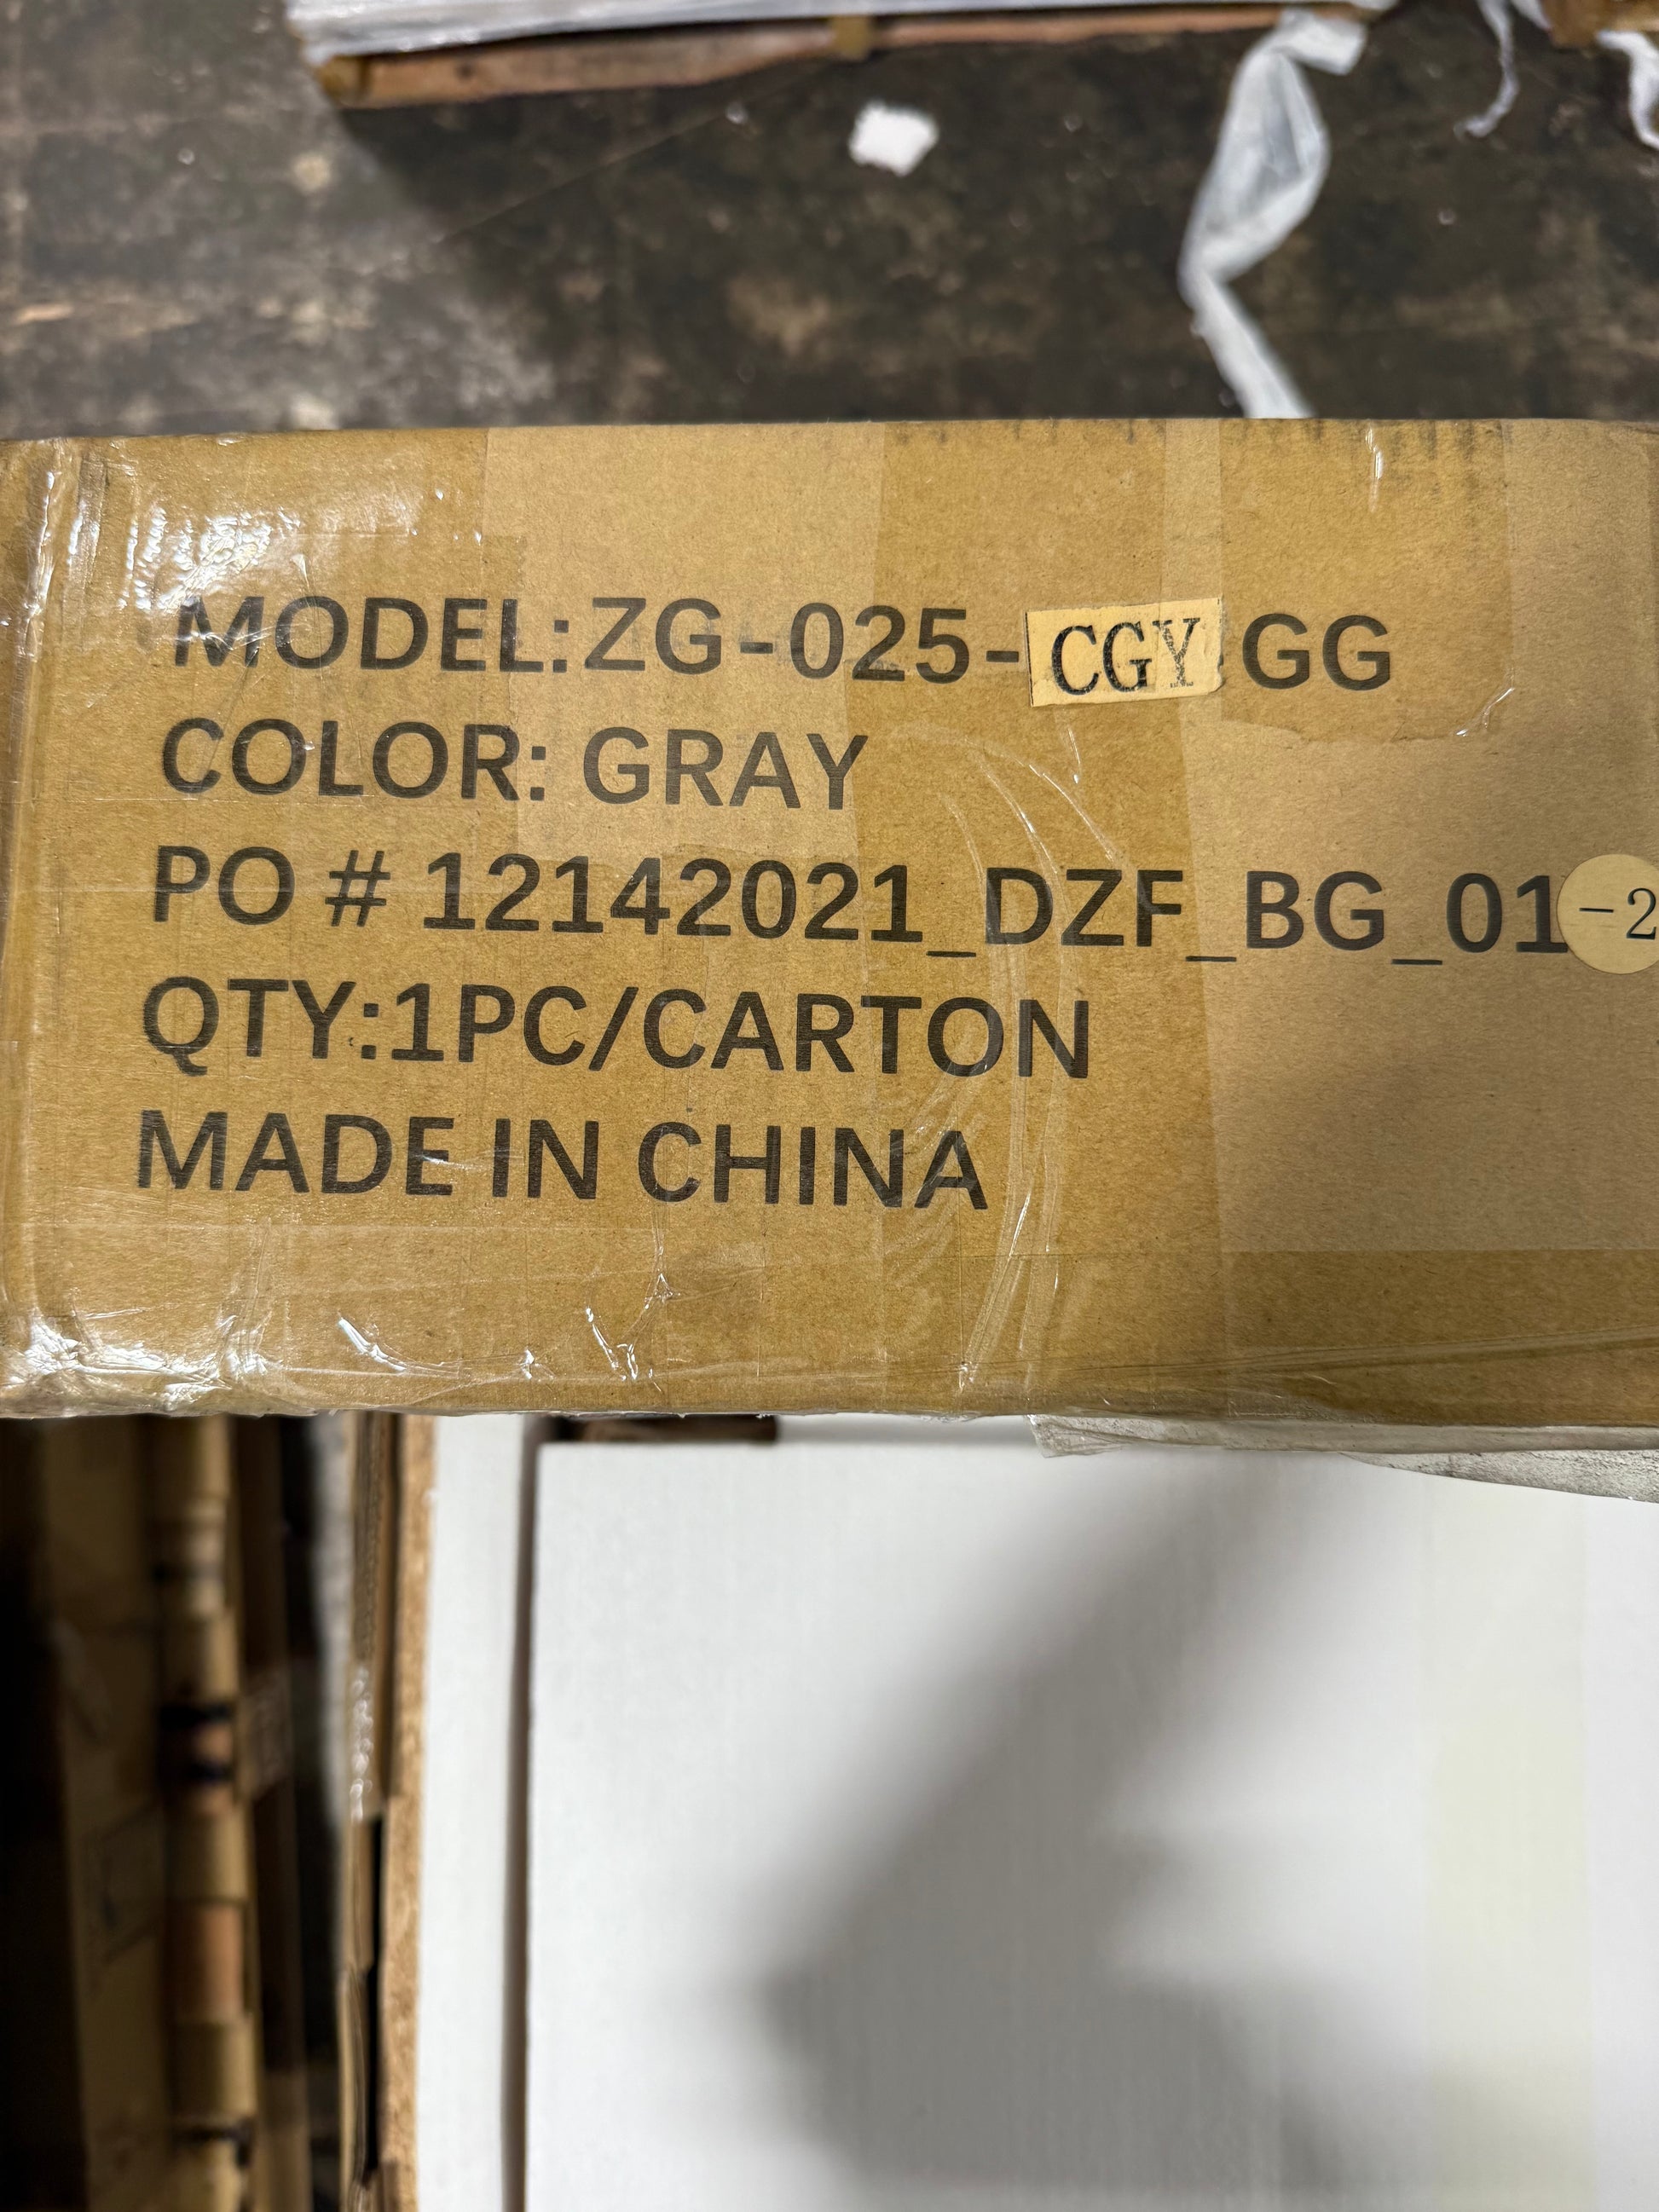 MODEL:ZG-025-CGY GG
COLOR: GRAY
PO # 12142021_DZF_BG_01-2
QTY:1PC/CARTON
MADE IN CHINA